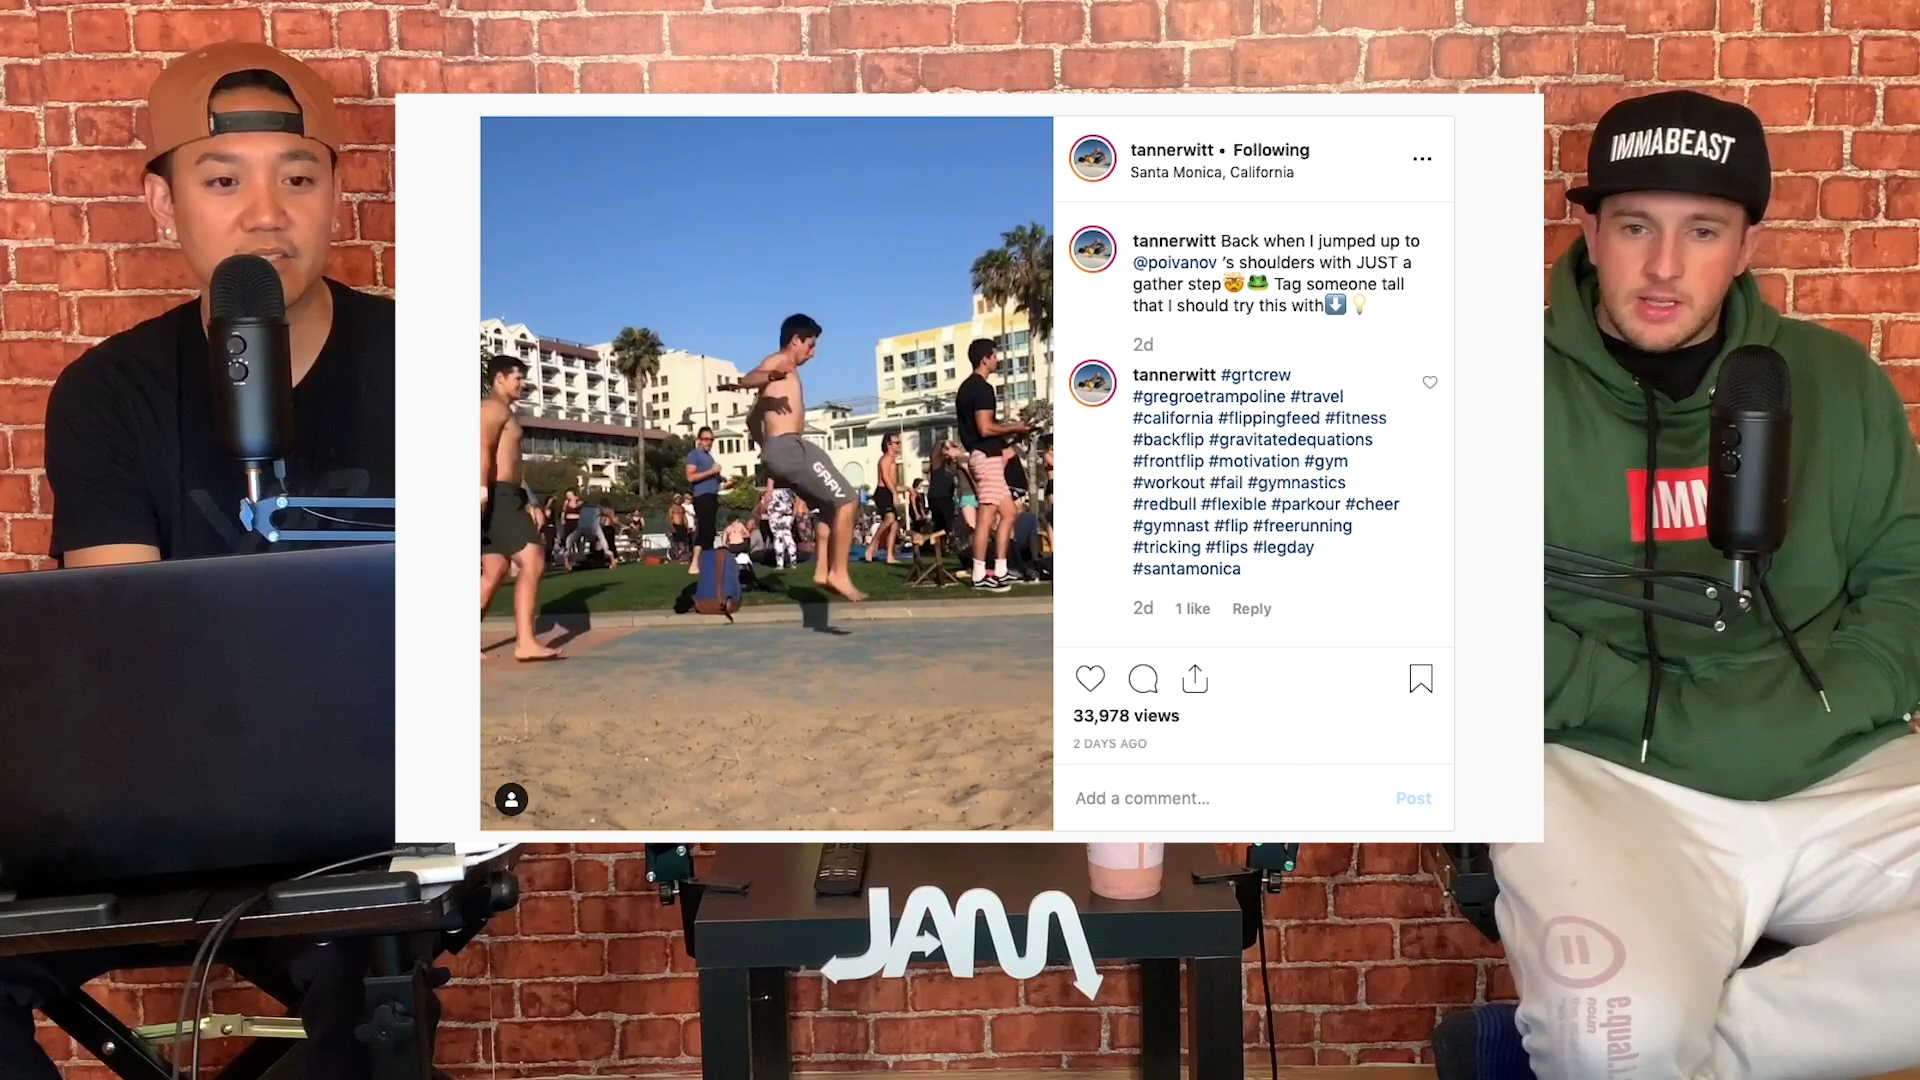 IMMABEAST
tannerwitt • Following
Santa Monica, California
tannerwitt Back when I jumped up to
@poivanov ’s shoulders with JUST a
gather step🤯🐸 Tag someone tall
that I should try this with⬇️💡
2d
tannerwitt #grtcrew
#gregroetrampoline #travel
#california #flippingfeed #fitness
#backflip #gravitatedequations
#frontflip #motivation #gym
#workout #fail #gymnastics
#redbull #flexible #parkour #cheer
#gymnast #flip #freerunning
#tricking #flips #legday
#santamonica
2d 1 like Reply
33,978 views
2 DAYS AGO
Add a comment... Post
GRAV
IMM
JAM
e.qual.i
noun